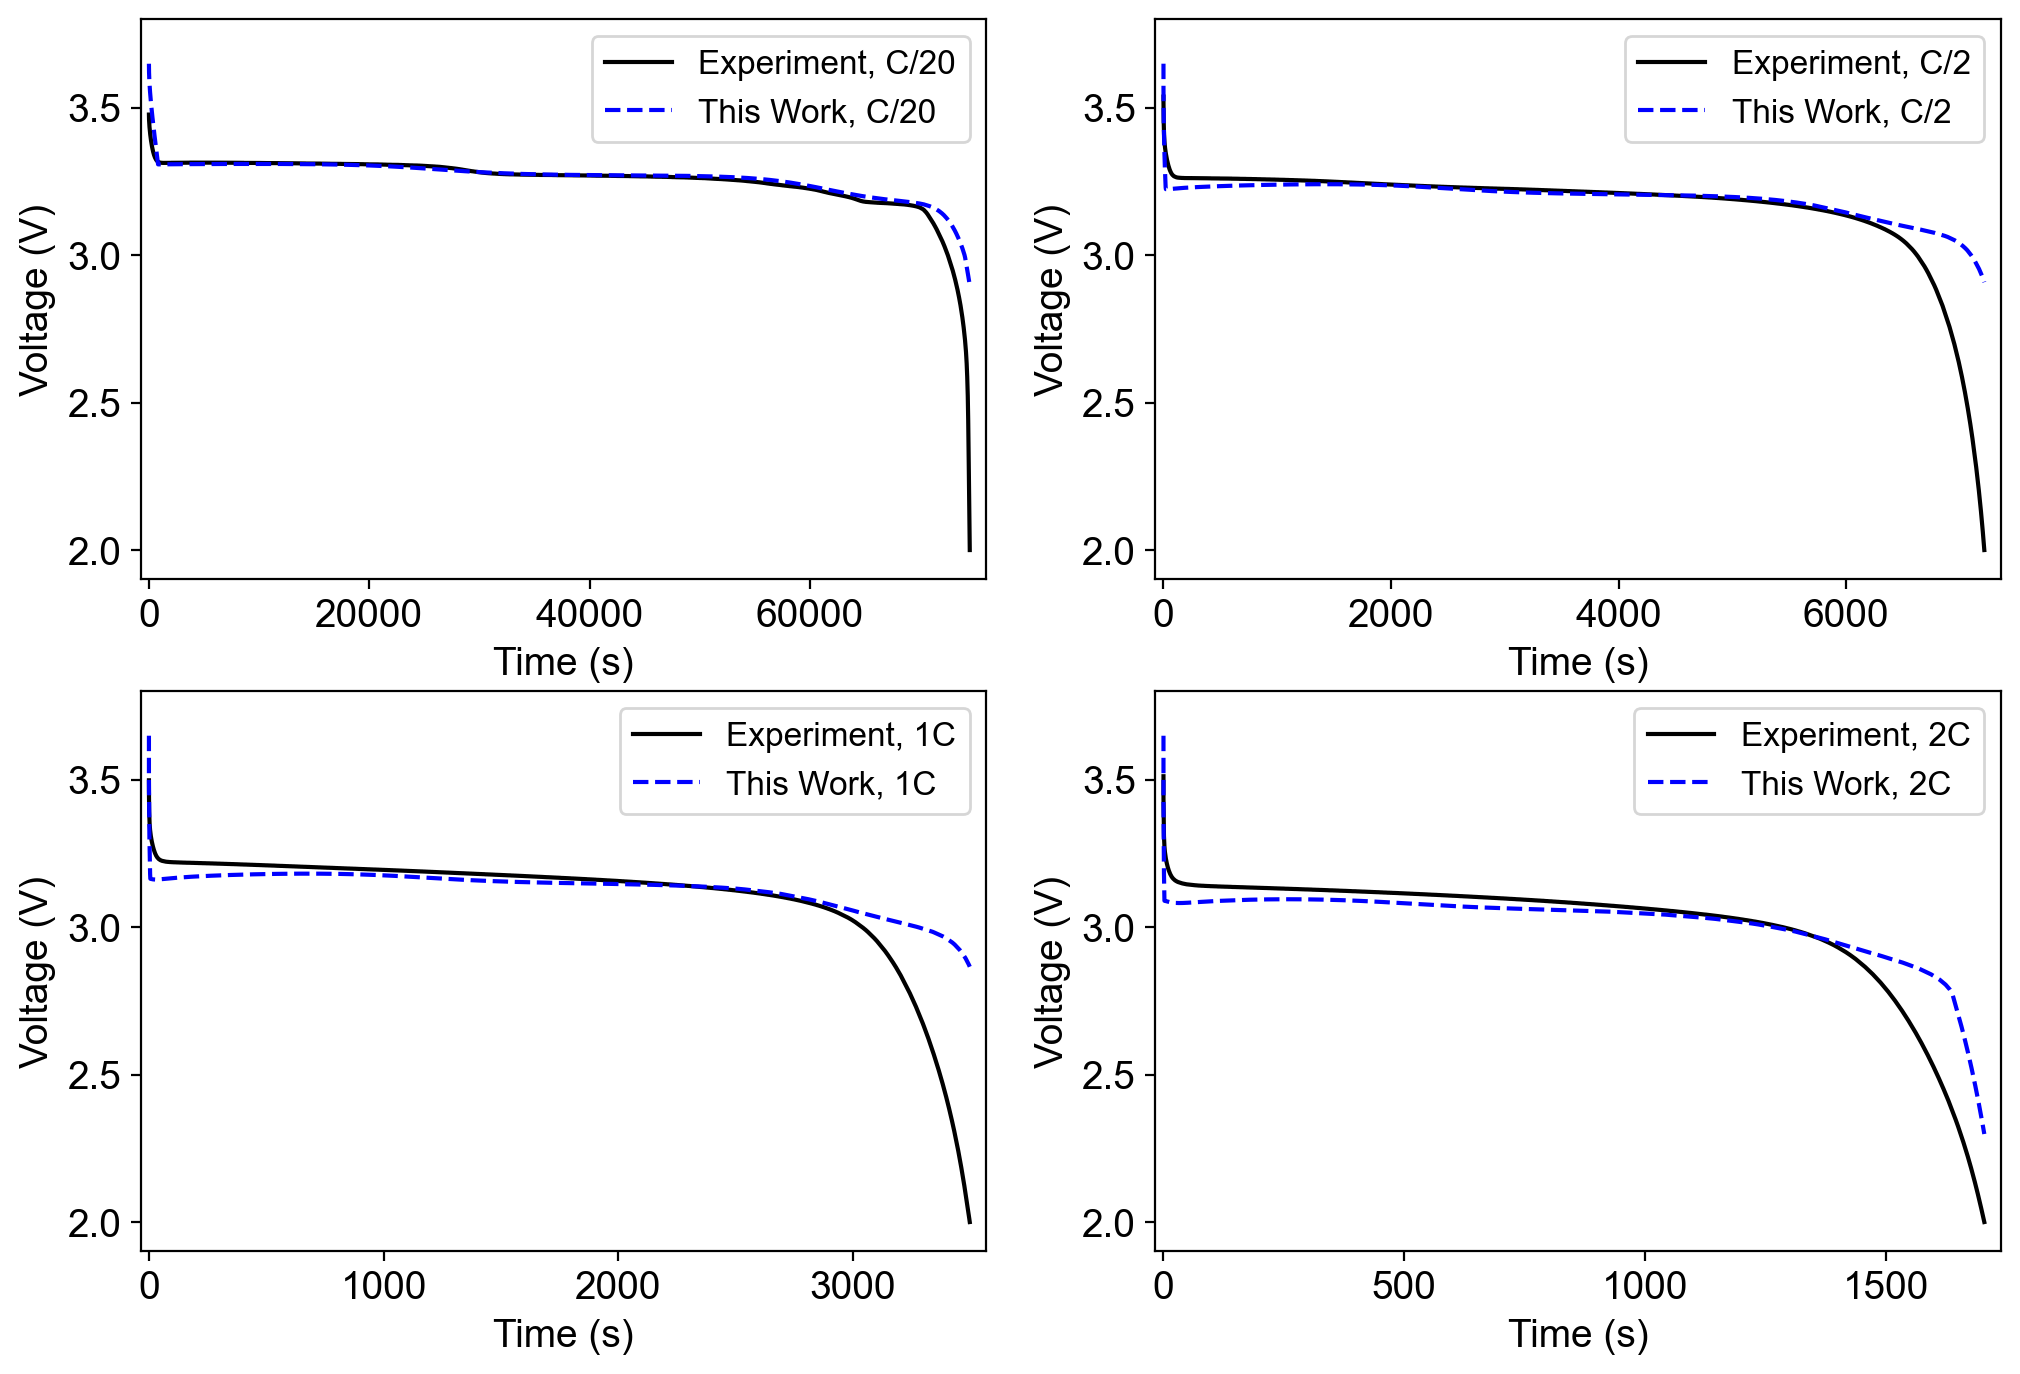 Experiment, C/20
This Work, C/20
3.5
3.0
2.5
2.0
Voltage (V)
0
20000
40000
60000
Time (s)
Experiment, C/2
This Work, C/2
3.5
3.0
2.5
2.0
Voltage (V)
0
2000
4000
6000
Time (s)
Experiment, 1C
This Work, 1C
3.5
3.0
2.5
2.0
Voltage (V)
0
1000
2000
3000
Time (s)
Experiment, 2C
This Work, 2C
3.5
3.0
2.5
2.0
Voltage (V)
0
500
1000
1500
Time (s)